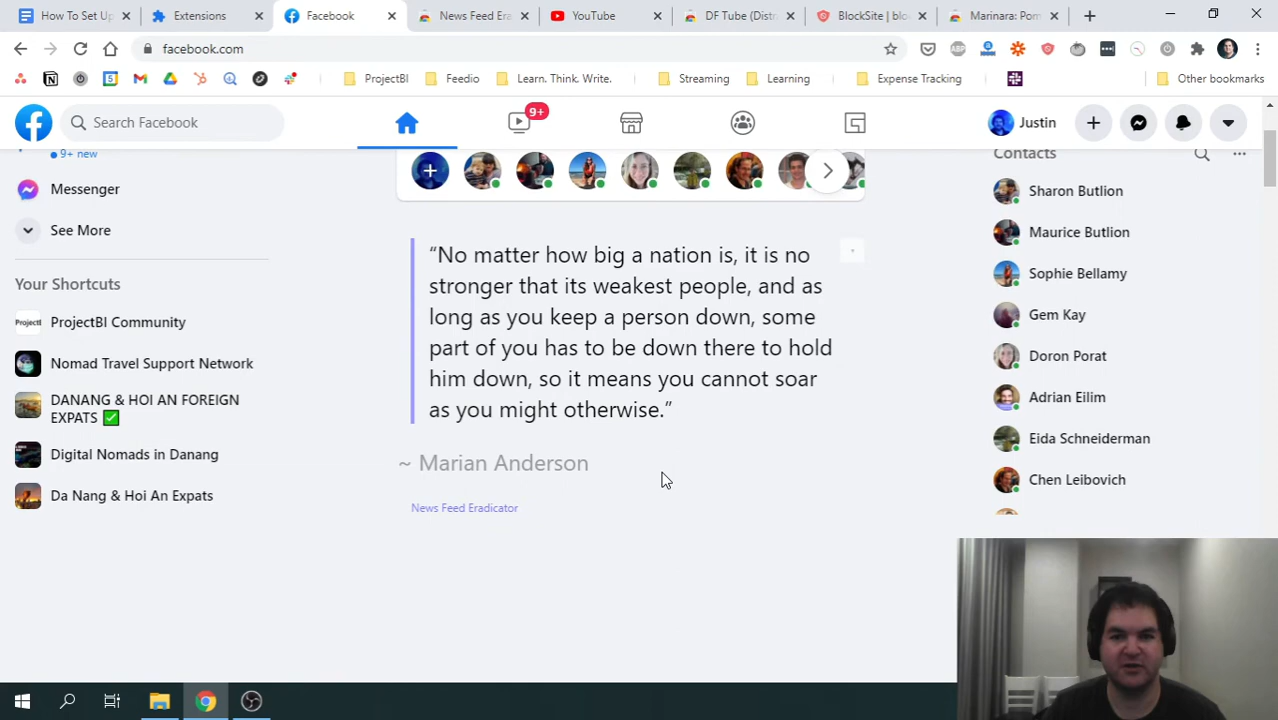 How To Set Up
Extensions
Facebook
News Feed Era
YouTube
DF Tube (Distr
BlockSite | blo
Marinara: Pom
facebook.com
ABP
ProjectBI
Feedio
Learn. Think. Write.
Streaming
Learning
Expense Tracking
Other bookmarks
Search Facebook
9+
Justin
9+ new
Messenger
See More
Your Shortcuts
ProjectBI Community
Nomad Travel Support Network
DANANG & HOI AN FOREIGN
EXPATS ✅
Digital Nomads in Danang
Da Nang & Hoi An Expats
“No matter how big a nation is, it is no
stronger that its weakest people, and as
long as you keep a person down, some
part of you has to be down there to hold
him down, so it means you cannot soar
as you might otherwise.”
~ Marian Anderson
News Feed Eradicator
Contacts
Sharon Butlion
Maurice Butlion
Sophie Bellamy
Gem Kay
Doron Porat
Adrian Eilim
Eida Schneiderman
Chen Leibovich